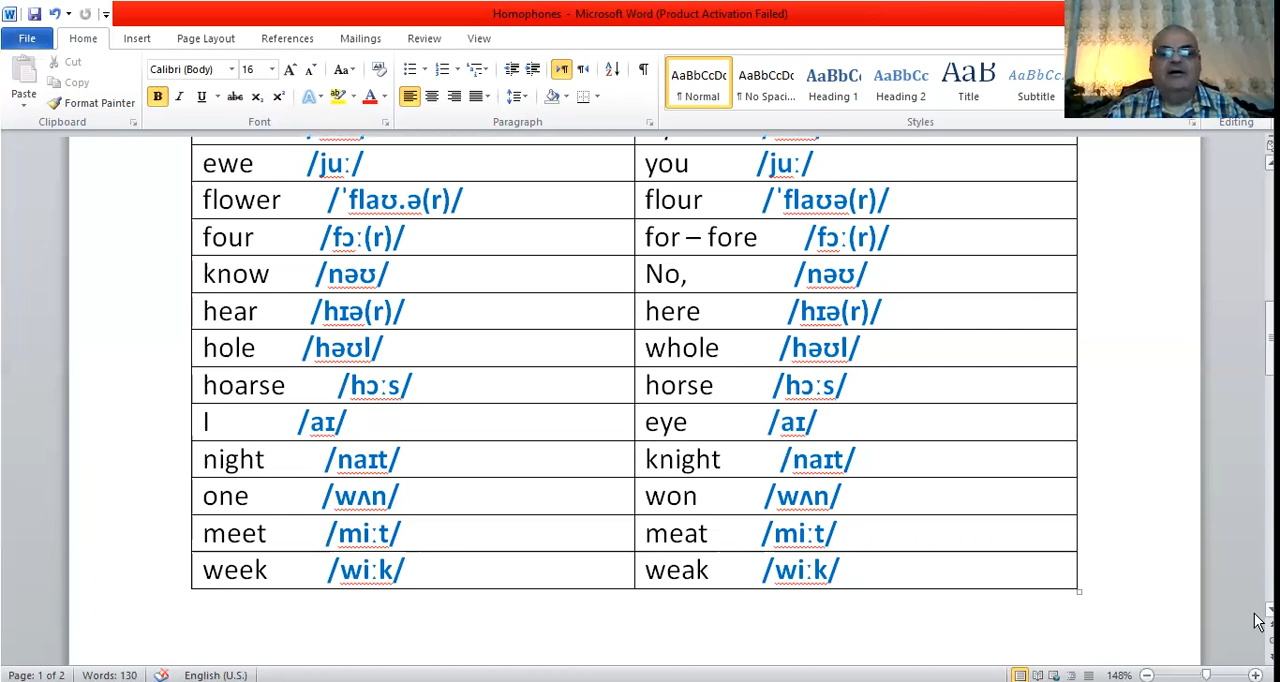 Homophones - Microsoft Word (Product Activation Failed)
File Home Insert Page Layout References Mailings Review View
Cut
Copy
Paste
Format Painter
Calibri (Body) 16
AaBbCcDc
¶ Normal
AaBbCcDc
¶ No Spaci...
AaBbC
Heading 1
AaBbCc
Heading 2
AaB
Title
AaBbCcI
Subtitle
Clipboard Font Paragraph Styles Editing
ewe /juː/ you /juː/
flower /ˈflaʊ.ə(r)/ flour /ˈflaʊə(r)/
four /fɔː(r)/ for – fore /fɔː(r)/
know /nəʊ/ No, /nəʊ/
hear /hɪə(r)/ here /hɪə(r)/
hole /həʊl/ whole /həʊl/
hoarse /hɔːs/ horse /hɔːs/
I /aɪ/ eye /aɪ/
night /naɪt/ knight /naɪt/
one /wʌn/ won /wʌn/
meet /miːt/ meat /miːt/
week /wiːk/ weak /wiːk/
Page: 1 of 2 Words: 130 English (U.S.) 148%